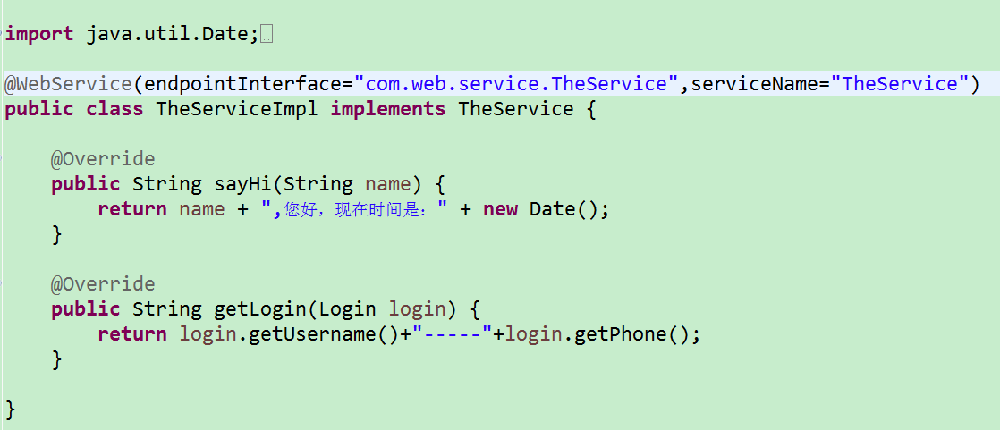 import java.util.Date;
@WebService(endpointInterface="com.web.service.TheService",serviceName="TheService")
public class TheServiceImpl implements TheService {
@Override
public String sayHi(String name) {
return name + ",您好，现在时间是：" + new Date();
}
@Override
public String getLogin(Login login) {
return login.getUsername()+"-----"+login.getPhone();
}
}